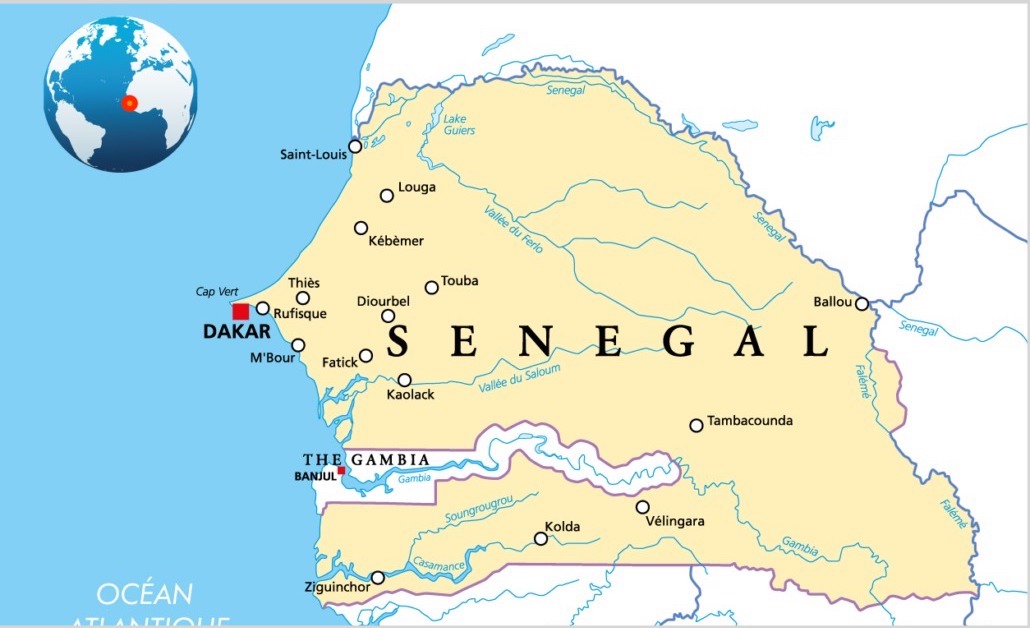 Senegal
Lake
Guiers
Saint-Louis
Louga
Vallée du Ferlo
Senegal
Kébèmer
Touba
Thiès
Cap Vert
Diourbel
Ballou
Rufisque
DAKAR
Senegal
SENEGAL
M'Bour
Fatick
Vallée du Saloum
Falémé
Kaolack
Tambacounda
THE GAMBIA
BANJUL
Gambia
Soungrougrou
Falémé
Vélingara
Kolda
Gambia
Casamance
Ziguinchor
OCÉAN
ATLANTIQUE